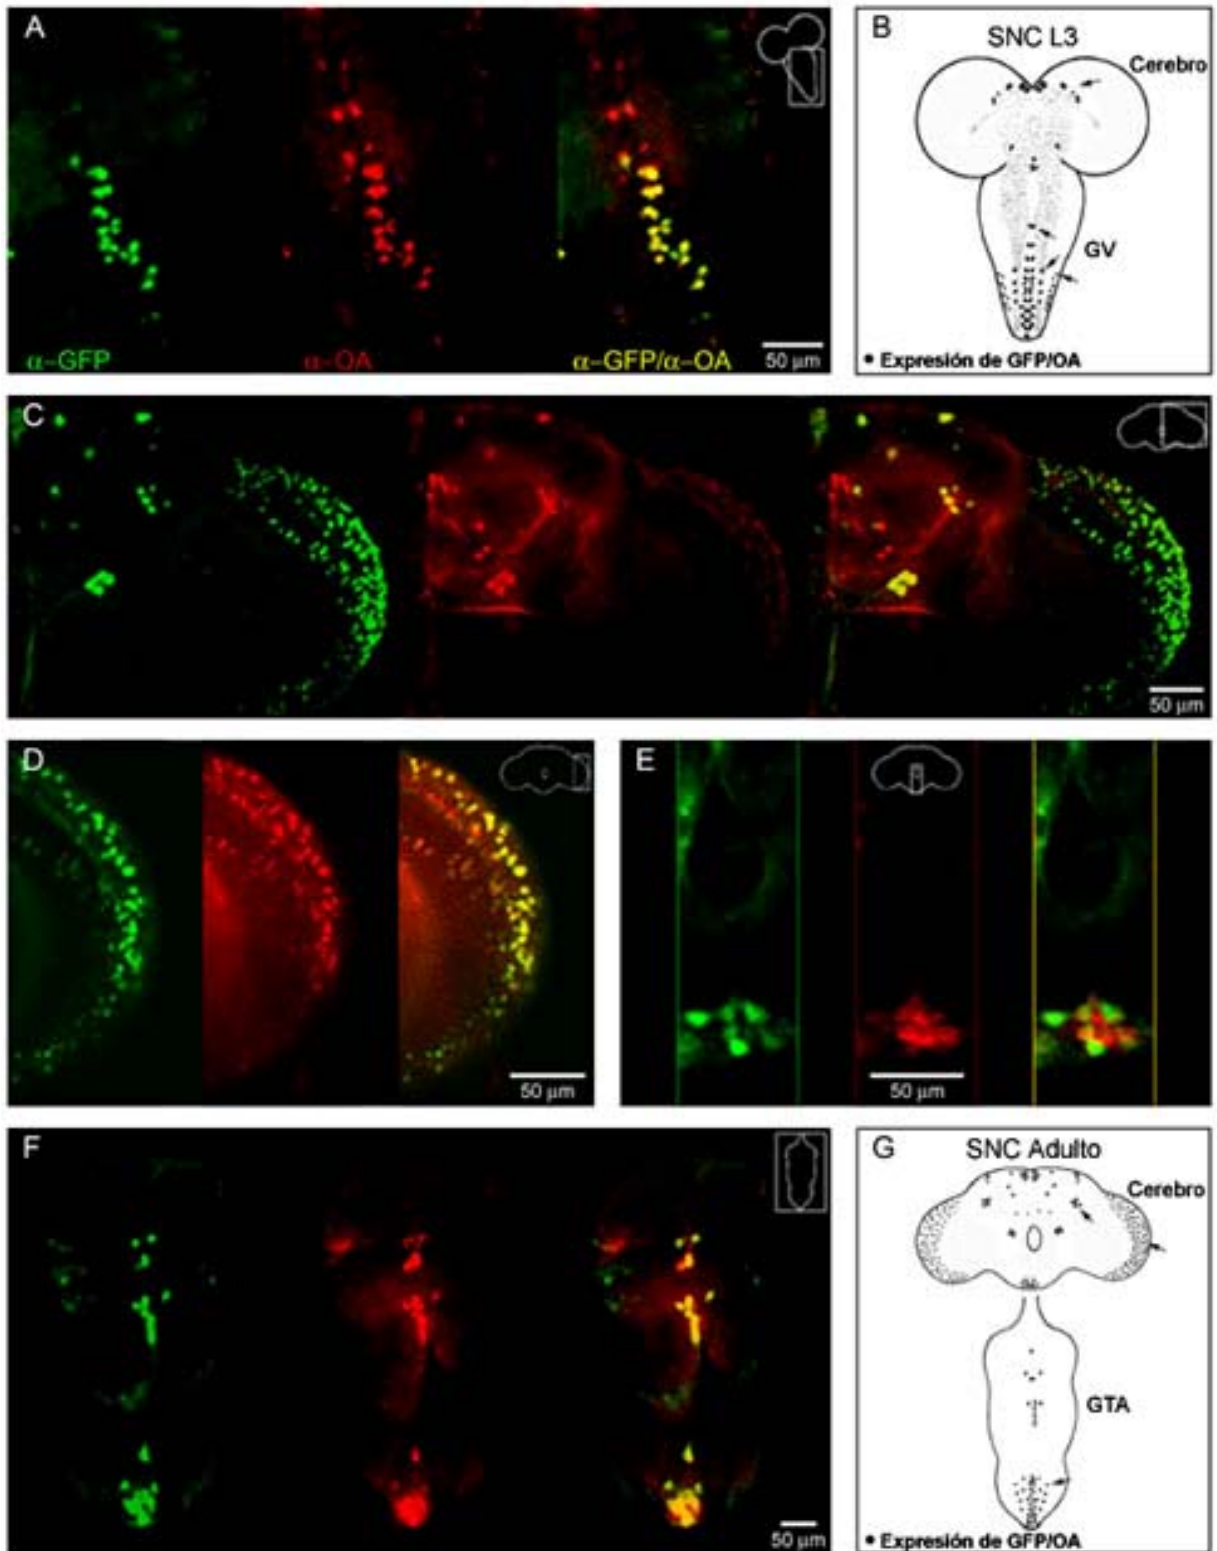 A
α-GFP
α-OA
α-GFP/α-OA
50 µm
B
SNC L3
Cerebro
GV
• Expresión de GFP/OA
C
50 µm
D
50 µm
E
50 µm
F
50 µm
G
SNC Adulto
Cerebro
GTA
• Expresión de GFP/OA